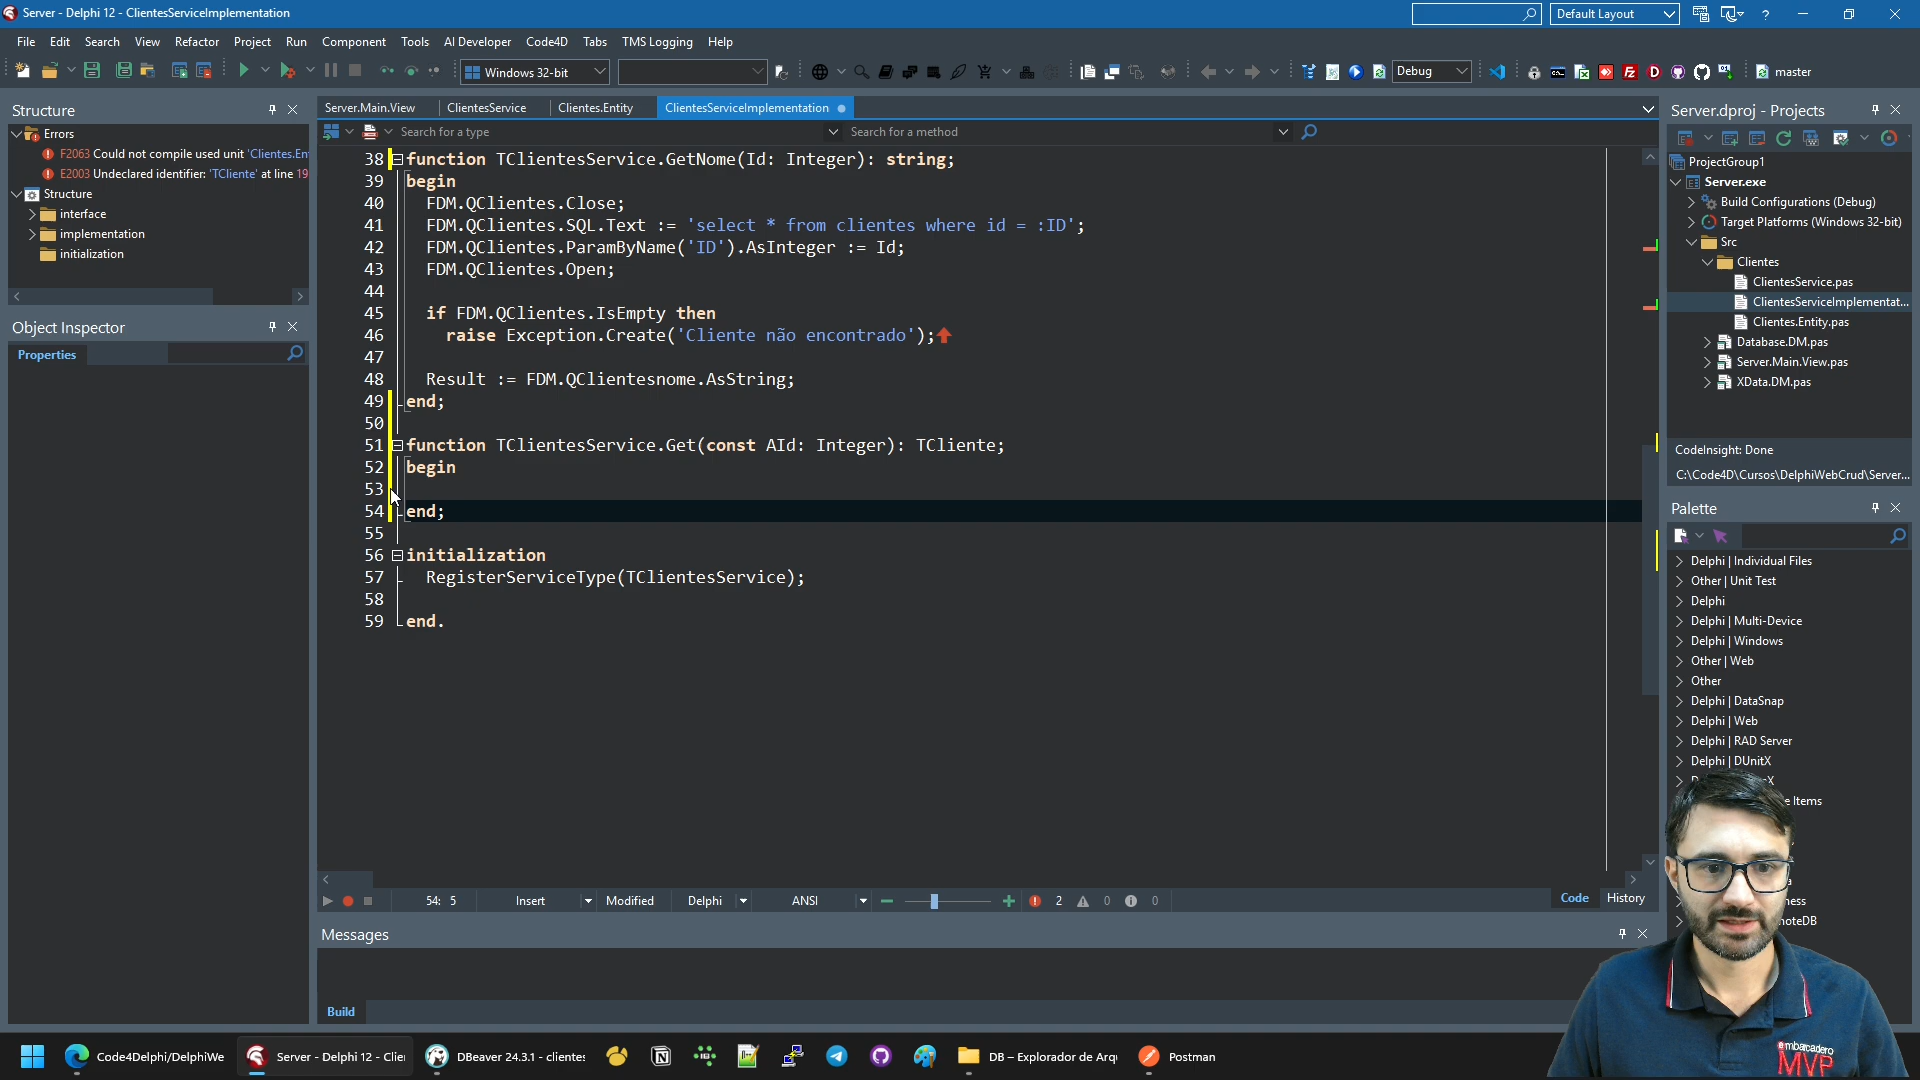 Server - Delphi 12 - ClientesServiceImplementation
Default Layout
?
File Edit Search View Refactor Project Run Component Tools AI Developer Code4D Tabs TMS Logging Help
Windows 32-bit
Debug
master
Structure
Errors
F2063 Could not compile used unit 'Clientes.En
E2003 Undeclared identifier: 'TCliente' at line 19
Structure
interface
implementation
initialization
Object Inspector
Properties
Server.Main.View
ClientesService
Clientes.Entity
ClientesServiceImplementation
Search for a type
Search for a method
38 function TClientesService.GetNome(Id: Integer): string;
39 begin
40 FDM.QClientes.Close;
41 FDM.QClientes.SQL.Text := 'select * from clientes where id = :ID';
42 FDM.QClientes.ParamByName('ID').AsInteger := Id;
43 FDM.QClientes.Open;
44
45 if FDM.QClientes.IsEmpty then
46 raise Exception.Create('Cliente não encontrado');
47
48 Result := FDM.QClientesnome.AsString;
49 end;
50
51 function TClientesService.Get(const AId: Integer): TCliente;
52 begin
53
54 end;
55
56 initialization
57 RegisterServiceType(TClientesService);
58
59 end.
54: 5
Insert
Modified
Delphi
ANSI
2
0
0
Code
History
Messages
Build
Server.dproj - Projects
ProjectGroup1
Server.exe
Build Configurations (Debug)
Target Platforms (Windows 32-bit)
Src
Clientes
ClientesService.pas
ClientesServiceImplementat...
Clientes.Entity.pas
Database.DM.pas
Server.Main.View.pas
XData.DM.pas
CodeInsight: Done
C:\Code4D\Cursos\DelphiWebCrud\Server...
Palette
Delphi | Individual Files
Other | Unit Test
Delphi
Delphi | Multi-Device
Delphi | Windows
Other | Web
Other
Delphi | DataSnap
Delphi | Web
Delphi | RAD Server
Delphi | DUnitX
e Items
ness
noteDB
embarcadero
MVP
Code4Delphi/DelphiWe
Server - Delphi 12 - Clie
DBeaver 24.3.1 - clientes
DB – Explorador de Arqu
Postman